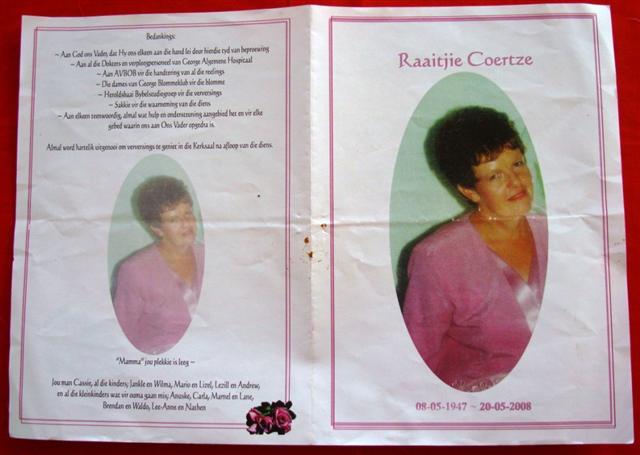 Bedankings:
~ Aan God ons Vader, dat Hy ons elkeen aan die hand lei deur hierdie tyd van beproewing
~ Aan al die Dokters en verpleegpersoneel van George Algemene Hospitaal
~ Aan AVBOB vir die handtering van al die reelings
~ Die dames van George Blommeklub vir die blomme
~ Heroldsbaai Bybelstudiegroep vir die verversings
~ Sakkie vir die waarneming van die diens
~ Aan elkeen teenwoordig, almal wat hulp en ondersteuning aangebied het en vir elke
gebed waarin ons aan Ons Vader opgedra is.
Almal word hartelik uitgenooi om verversings te geniet in die Kerksaal na afloop van die diens.
"Mamma" jou plekkie is leeg ~
Jou man Cassie, al die kinders; Jankie en Wilma, Mario en Lizel, Lezill en Andrew,
en al die kleinkinders wat vir ouma gaan mis; Anuske, Carla, Marnel en Lane,
Brendan en Waldo, Lee-Anne en Nathen
Raaitjie Coertze
08-05-1947 ~ 20-05-2008